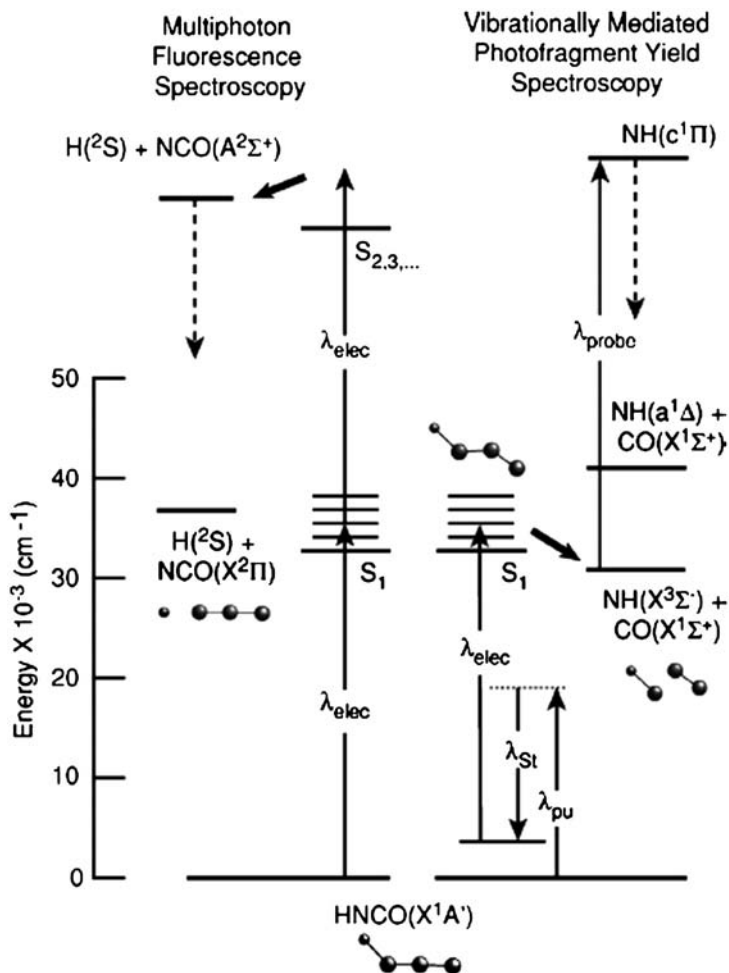 Multiphoton
Fluorescence
Spectroscopy
Vibrationally Mediated
Photofragment Yield
Spectroscopy
H(²S) + NCO(A²Σ⁺)
NH(c¹Π)
S₂,₃,...
λelec
λprobe
50
40
30
20
10
0
Energy X 10⁻³ (cm⁻¹)
NH(a¹Δ) +
CO(X¹Σ⁺)
H(²S) +
NCO(X²Π)
S₁
S₁
NH(X³Σ⁻) +
CO(X¹Σ⁺)
λelec
λelec
λSt
λpu
HNCO(X¹A')